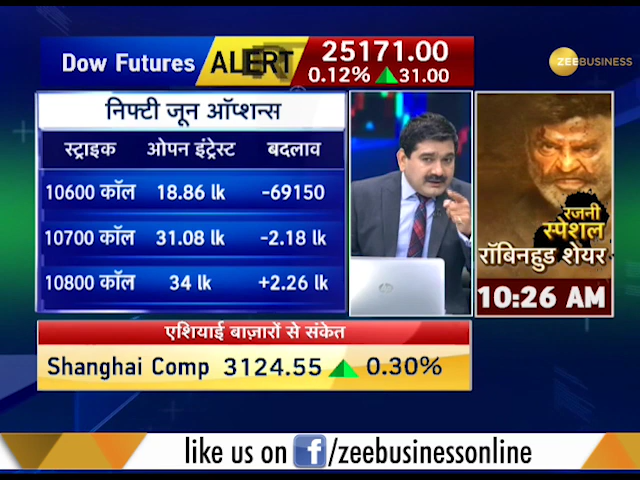 Dow Futures
ALERT
25171.00
0.12% ▲ 31.00
ZEEBUSINESS
निफ्टी जून ऑप्शन्स
स्ट्राइक ओपन इंट्रेस्ट बदलाव
10600 कॉल 18.86 lk -69150
10700 कॉल 31.08 lk -2.18 lk
10800 कॉल 34 lk +2.26 lk
रजनी
स्पेशल
रॉबिनहुड शेयर
10:26 AM
एशियाई बाज़ारों से संकेत
Shanghai Comp 3124.55 ▲ 0.30%
like us on f/zeebusinessonline